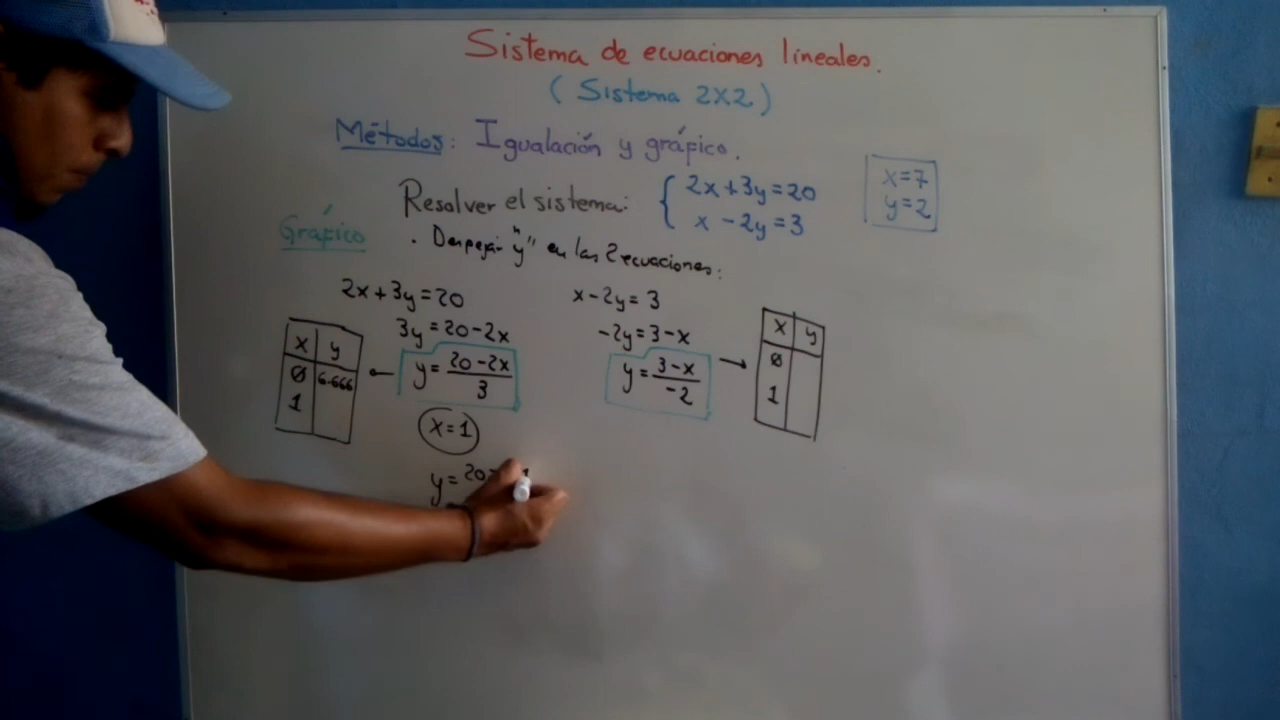 Sistema de ecuaciones lineales.
(Sistema 2x2)
Métodos: Igualación y gráfico.
Resolver el sistema: { 2x+3y=20
x-2y=3
x=7
y=2
Gráfico
. Despejar "y" en las 2 ecuaciones:
2x+3y=20
3y=20-2x
y=20-2x
3
x y
0 6.666
1
x-2y=3
-2y=3-x
y=3-x
-2
x y
0
1
x=1
y=20-